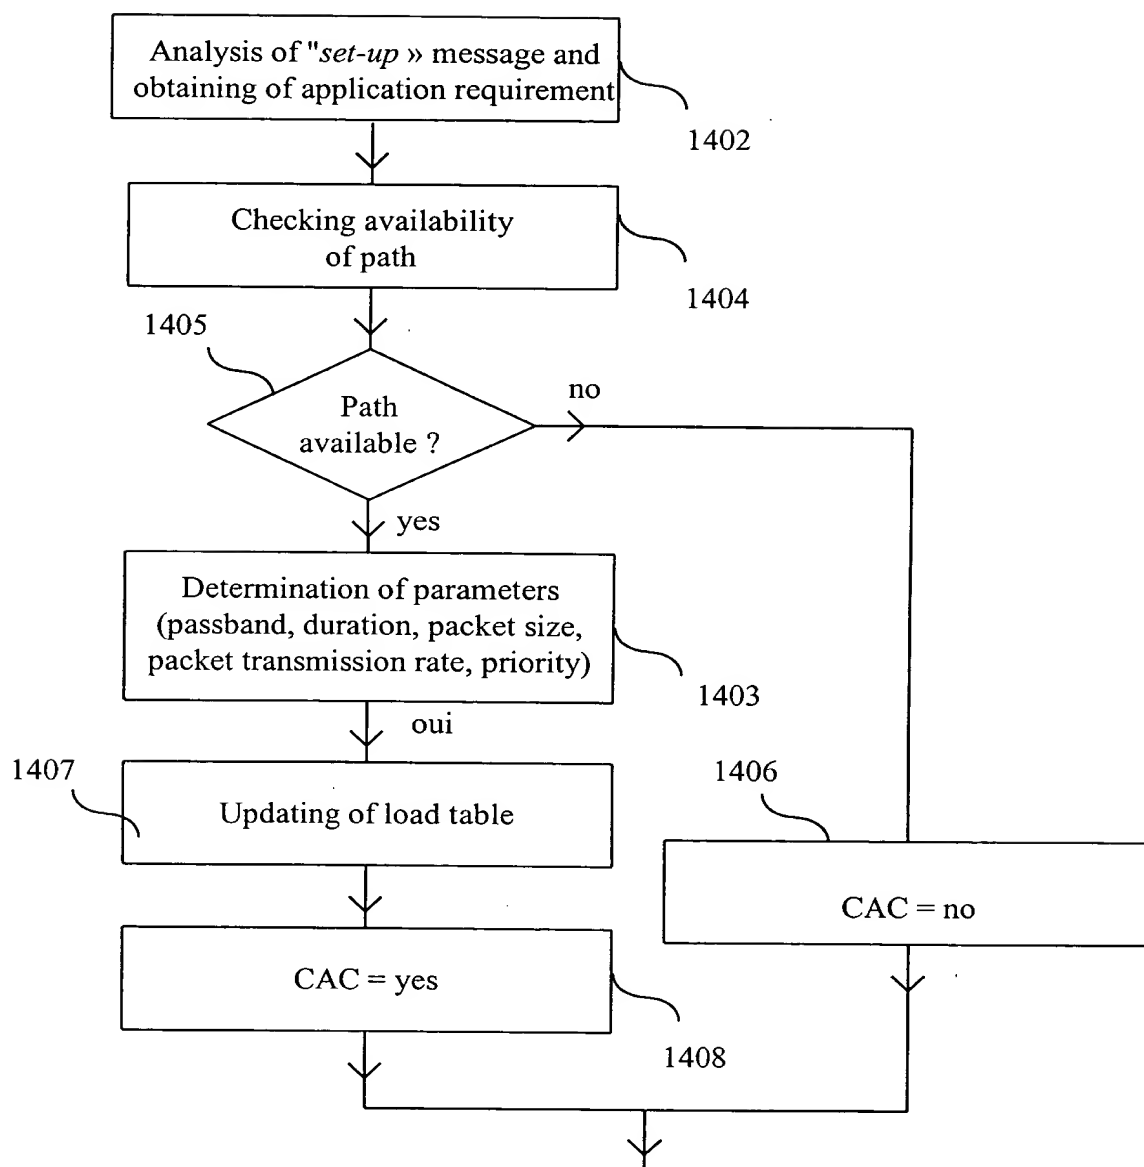 Analysis of "set-up » message and
obtaining of application requirement
1402
Checking availability
of path
1404
1405
Path
available ?
no
yes
Determination of parameters
(passband, duration, packet size,
packet transmission rate, priority)
1403
oui
1407
Updating of load table
1406
CAC = no
CAC = yes
1408